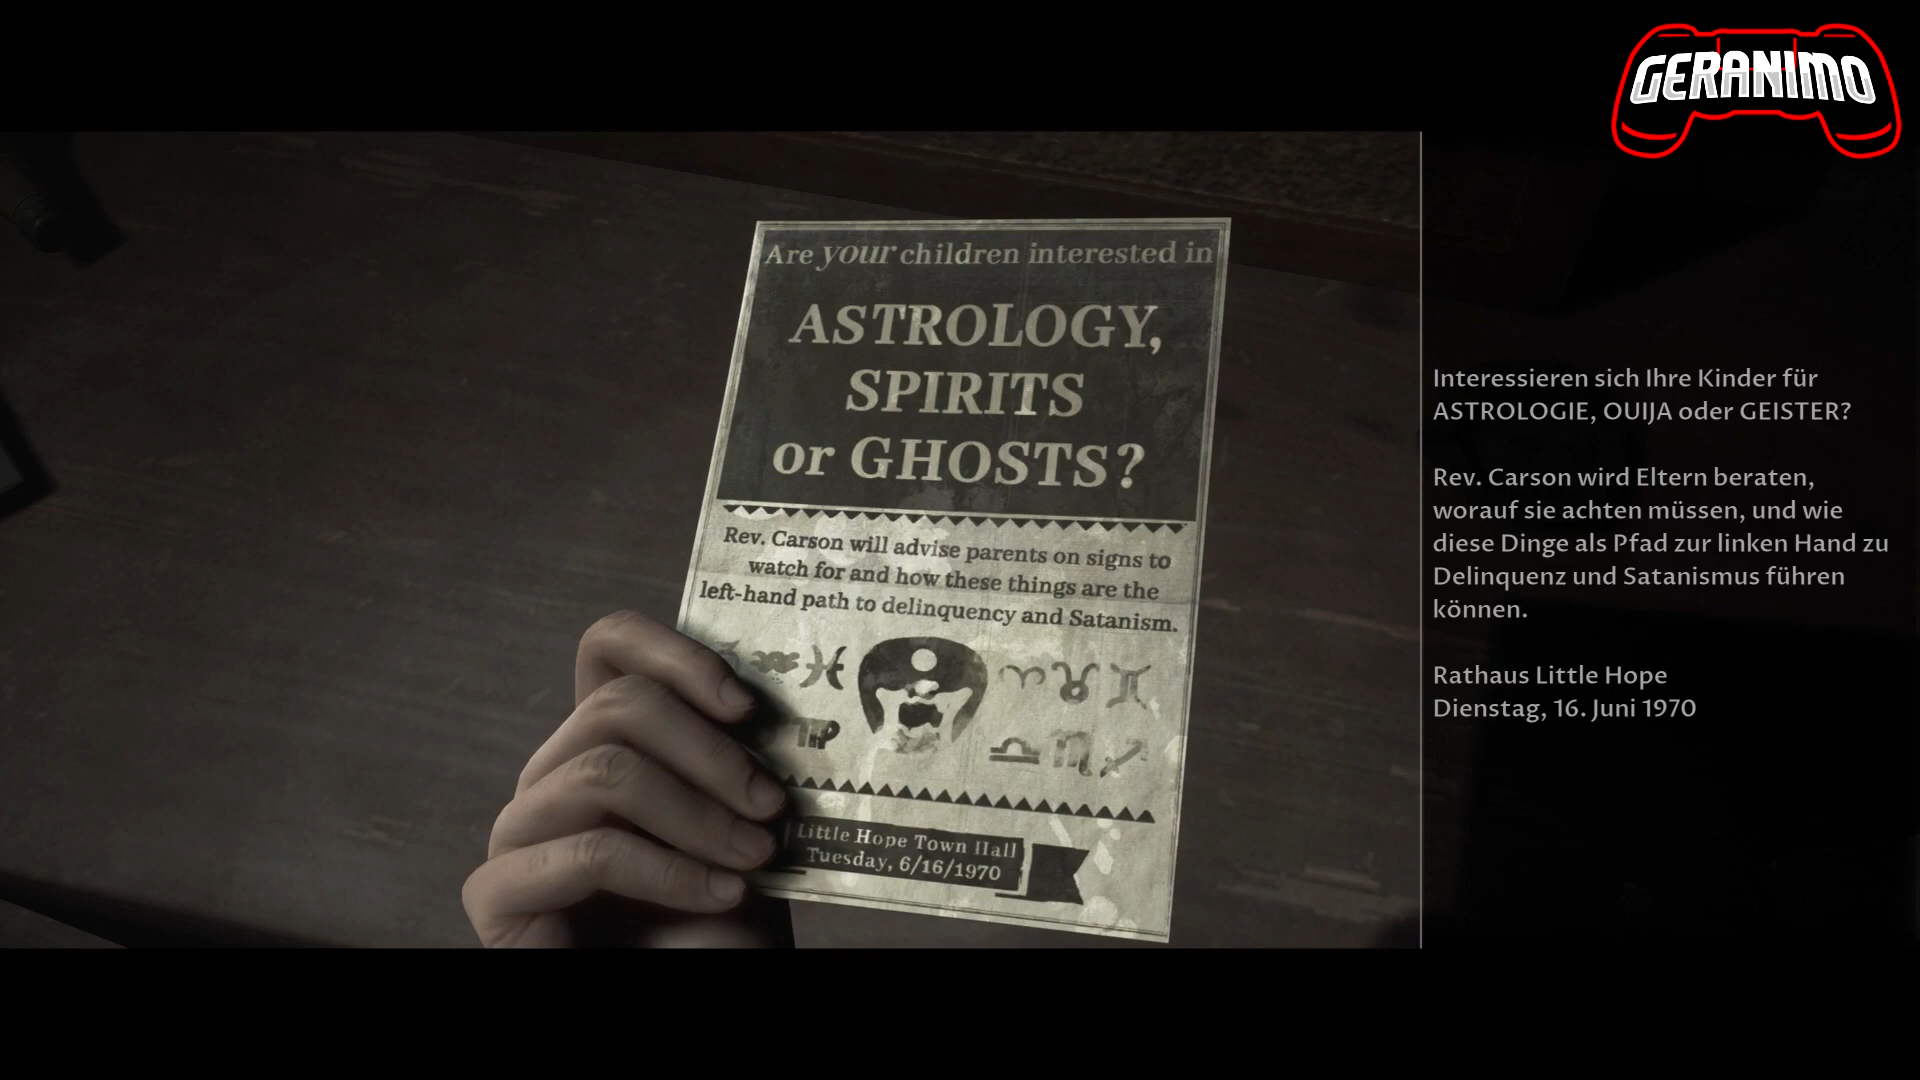 GERANIMO
Are your children interested in
ASTROLOGY,
SPIRITS
or GHOSTS?
Rev. Carson will advise parents on signs to
watch for and how these things are the
left-hand path to delinquency and Satanism.
Little Hope Town Hall
Tuesday, 6/16/1970
Interessieren sich Ihre Kinder für
ASTROLOGIE, OUIJA oder GEISTER?
Rev. Carson wird Eltern beraten,
worauf sie achten müssen, und wie
diese Dinge als Pfad zur linken Hand zu
Delinquenz und Satanismus führen
können.
Rathaus Little Hope
Dienstag, 16. Juni 1970